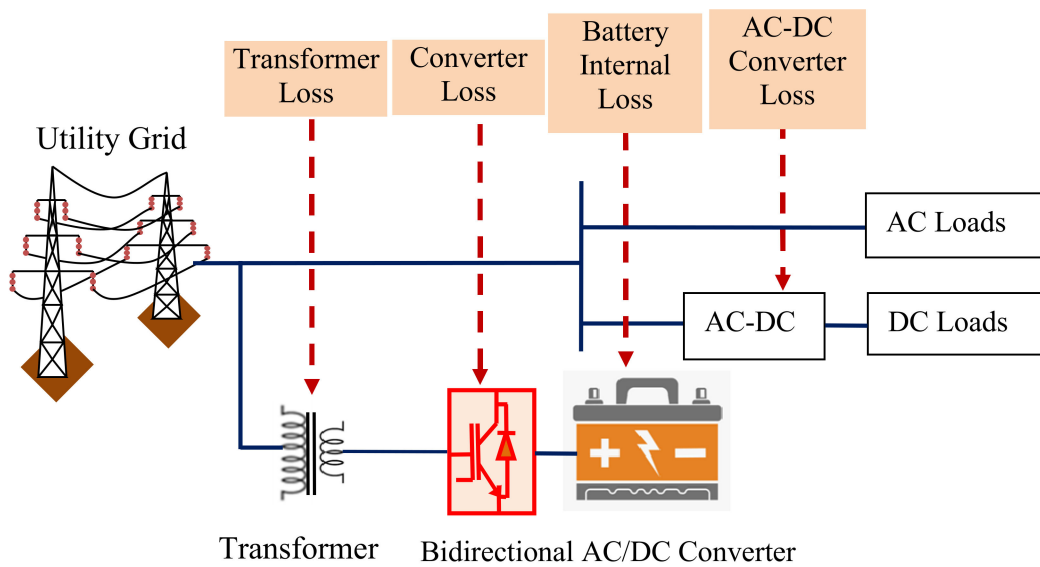 Transformer
Loss
Converter
Loss
Battery
Internal
Loss
AC-DC
Converter
Loss
Utility Grid
AC Loads
AC-DC
DC Loads
Transformer
Bidirectional AC/DC Converter